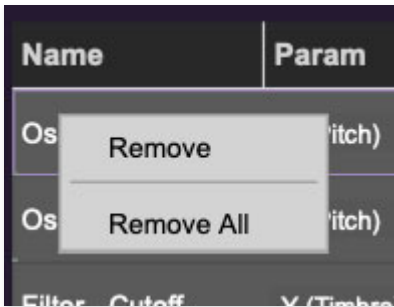 Name Param
Os itch)
Remove
Remove All
Os itch)
Filter Cutoff Y (Timbre